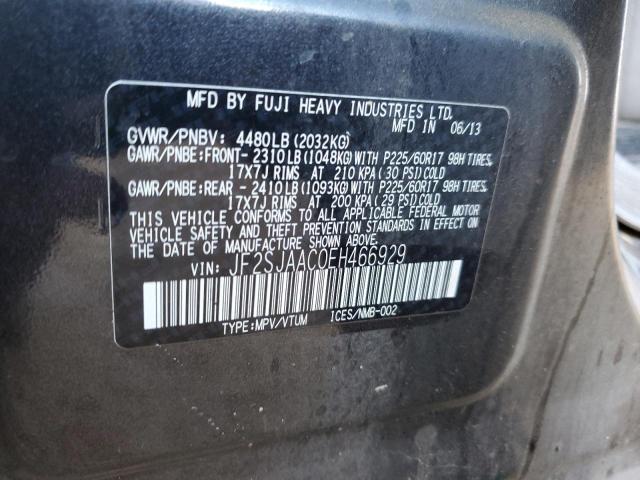 MFD BY FUJI HEAVY INDUSTRIES LTD.
MFD IN 06/13
GVWR/PNBV: 4480LB(2032KG)
GAWR/PNBE:FRONT-2310LB(1048KG)WITH P225/60R17 98H TIRES,
17X7J RIMS AT 210 KPA(30 PSI)COLD
GAWR/PNBE:REAR -2410LB(1093KG)WITH P225/60R17 98H TIRES,
17X7J RIMS AT 200 KPA(29 PSI)COLD
THIS VEHICLE CONFORMS TO ALL APPLICABLE FEDERAL MOTOR
VEHICLE SAFETY AND THEFT PREVENTION STANDARDS IN EFFECT ON
THE DATE OF MANUFACTURE SHOWN ABOVE.
VIN: JF2SJAAC0EH466929
TYPE:MPV/VTUM ICES/NMB-002